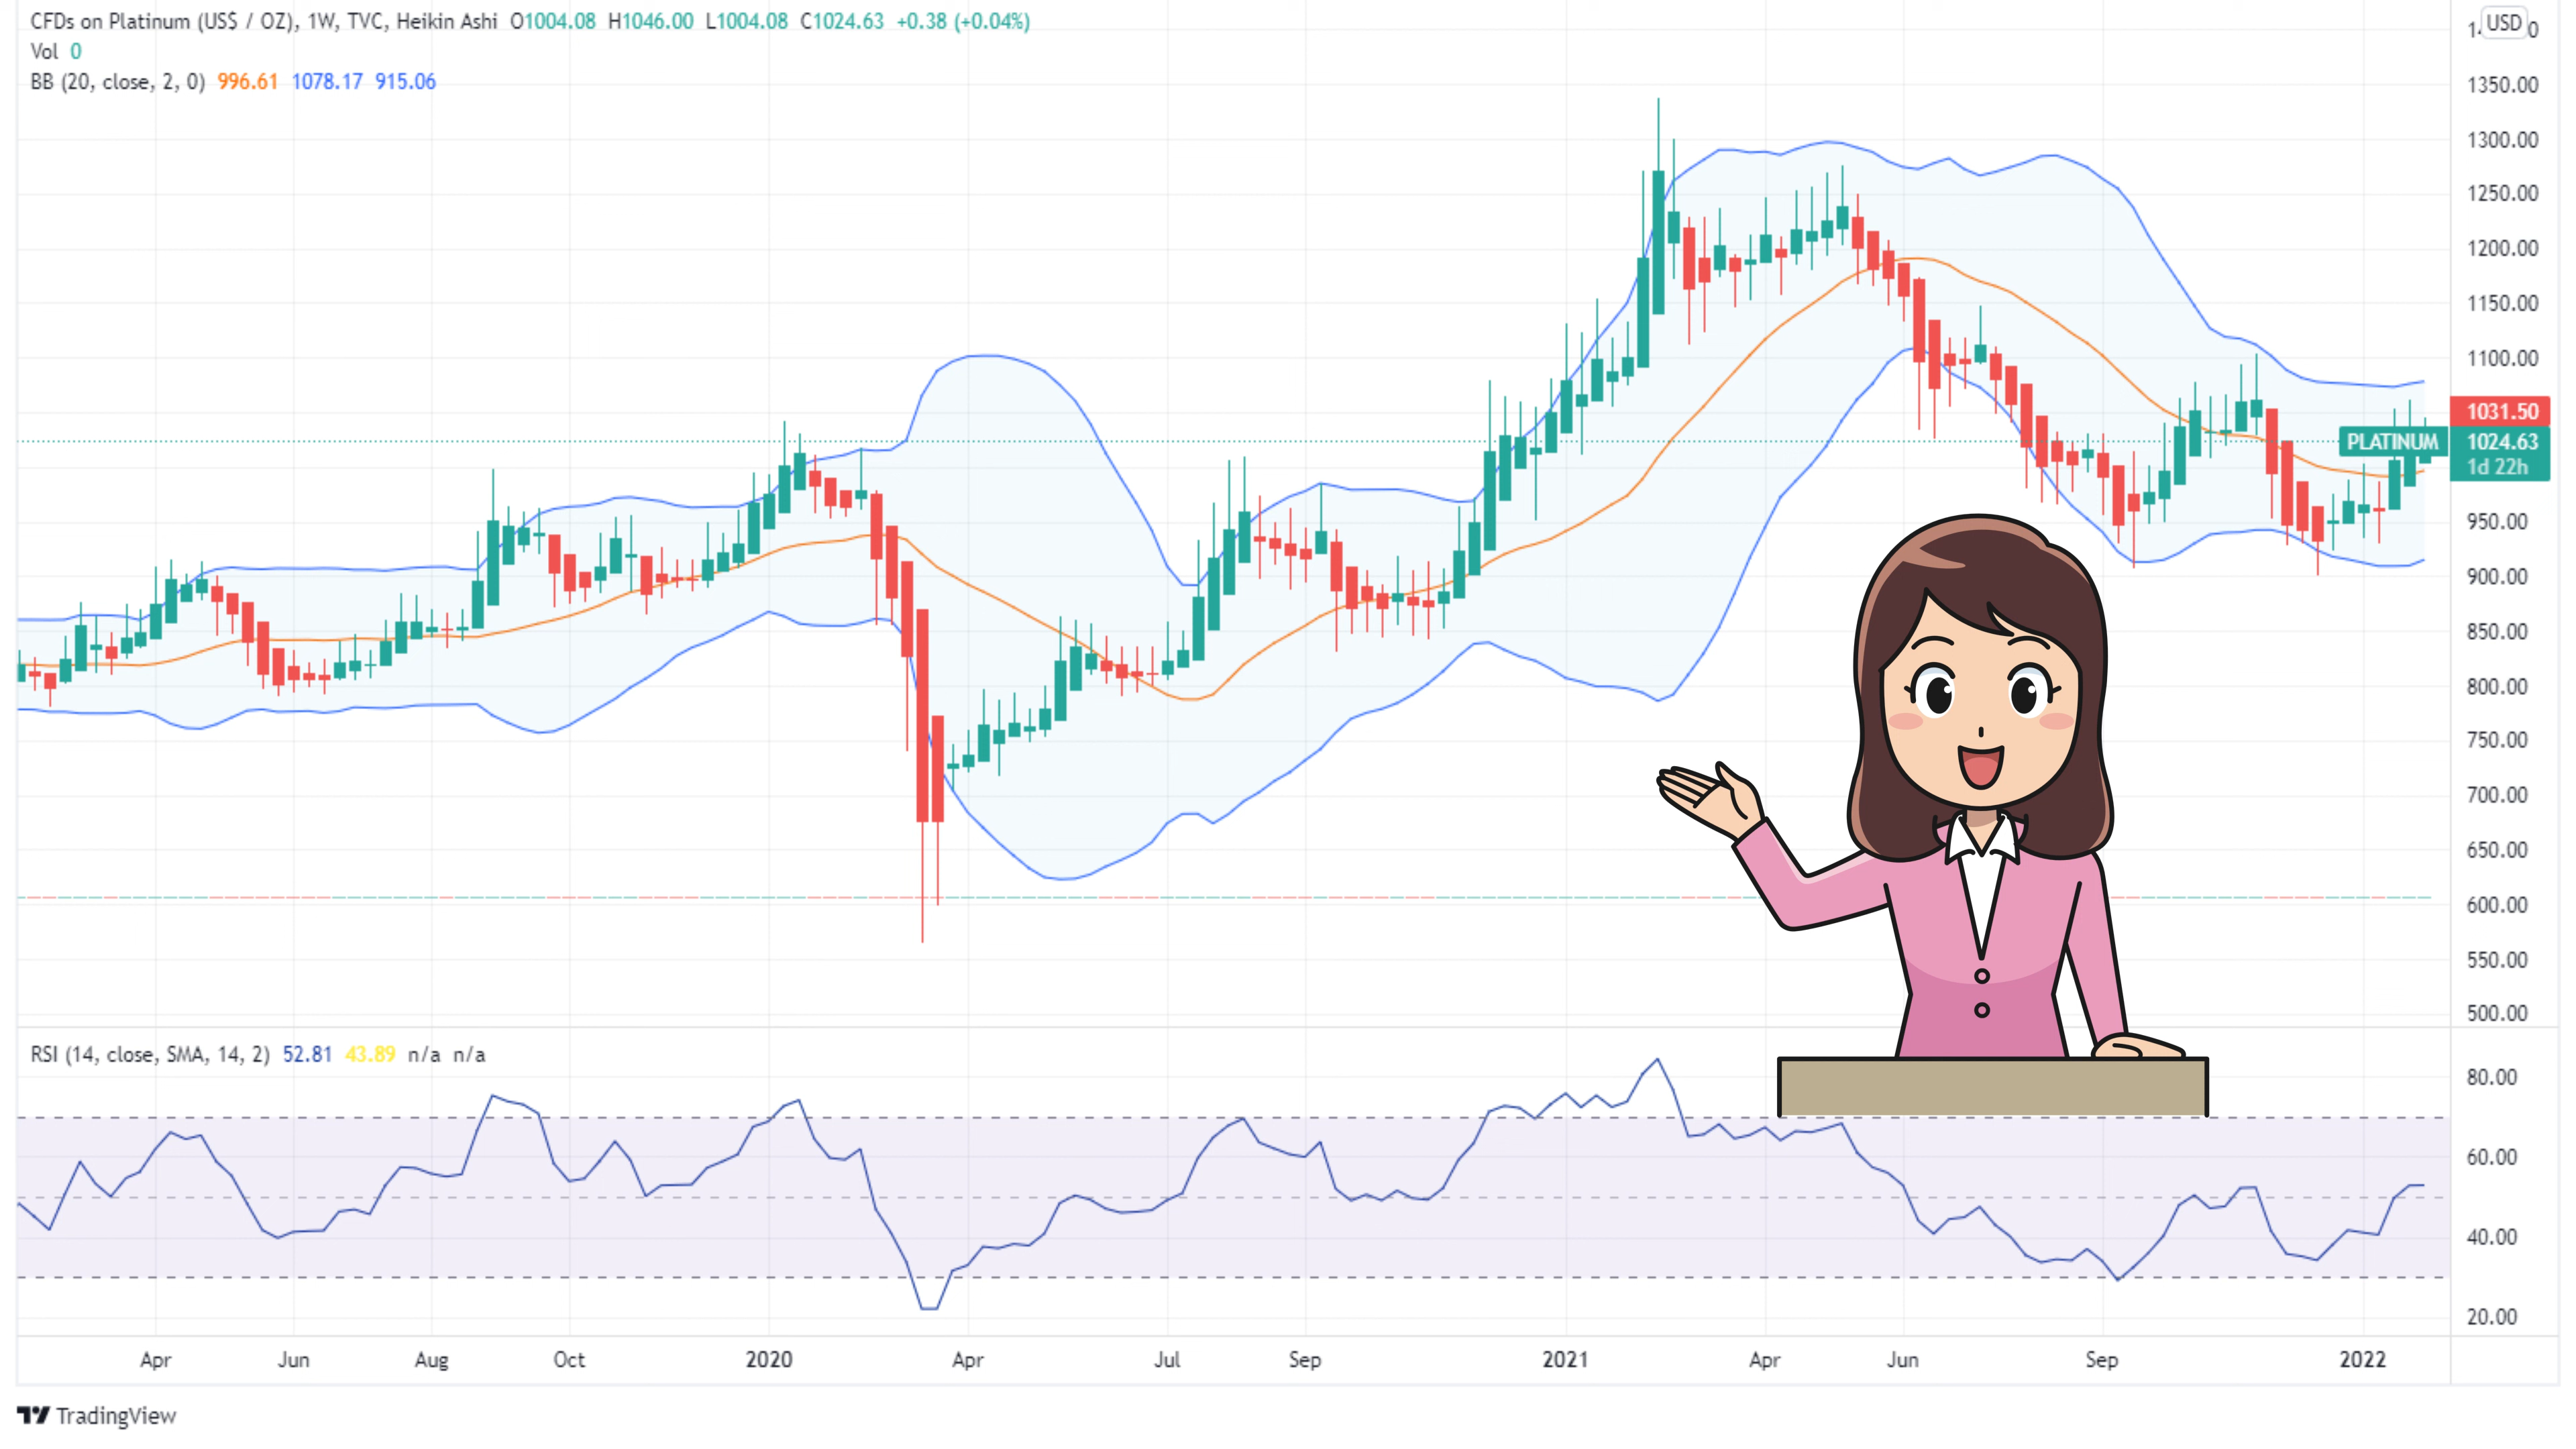 CFDs on Platinum (US$ / OZ), 1W, TVC, Heikin Ashi O1004.08 H1046.00 L1004.08 C1024.63 +0.38 (+0.04%)
Vol 0
BB (20, close, 2, 0) 996.61 1078.17 915.06
USD
1350.00
1300.00
1250.00
1200.00
1150.00
1100.00
1031.50
PLATINUM 1024.63
1d 22h
950.00
900.00
850.00
800.00
750.00
700.00
650.00
600.00
550.00
500.00
RSI (14, close, SMA, 14, 2) 52.81 43.89 n/a n/a
80.00
60.00
40.00
20.00
Apr Jun Aug Oct 2020 Apr Jul Sep 2021 Apr Jun Sep 2022
TradingView